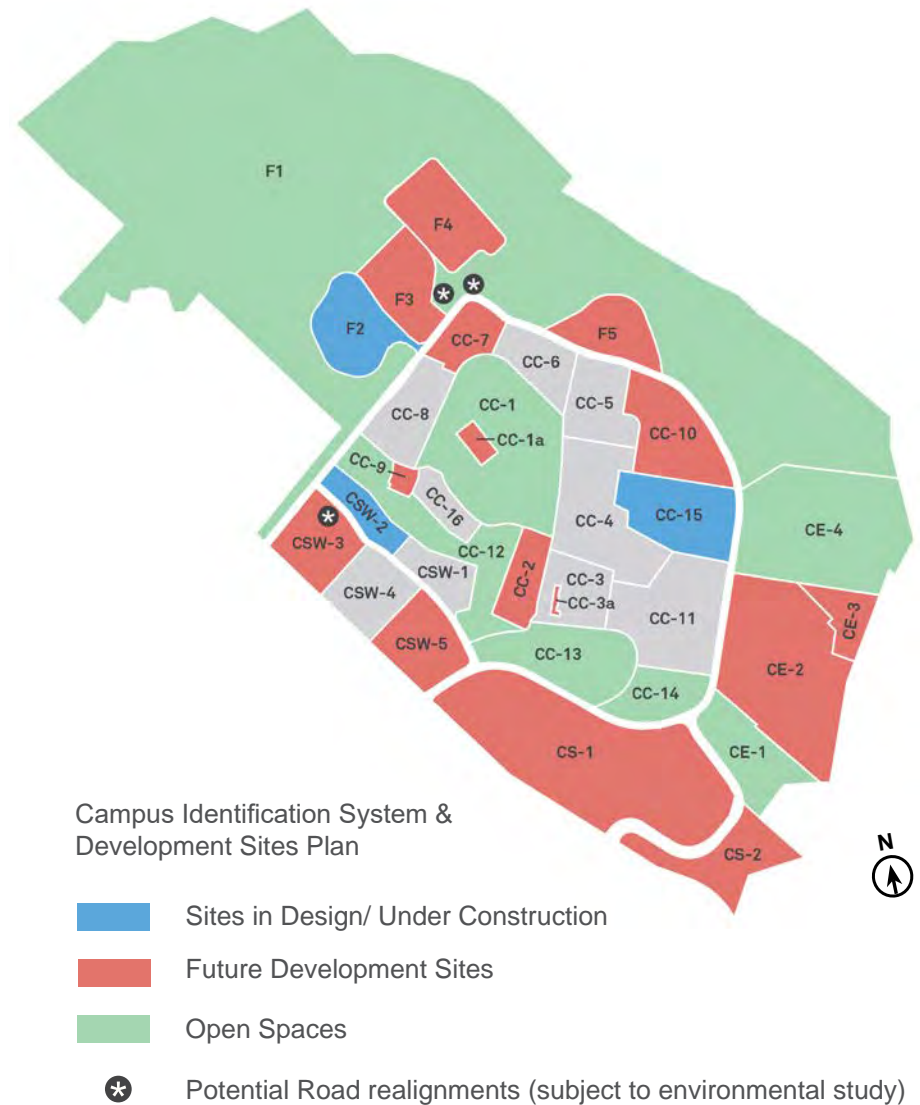 F1
F4
F3
F2
F5
CC-7
CC-6
CC-5
CC-8
CC-1
CC-1a
CC-10
CC-9
CC-16
CSW-2
CSW-3
CC-4
CC-15
CE-4
CC-12
CSW-1
CC-2
CC-3
CC-3a
CSW-4
CC-11
CE-3
CSW-5
CC-13
CE-2
CC-14
CS-1
CE-1
CS-2
N
Campus Identification System &
Development Sites Plan
Sites in Design/ Under Construction
Future Development Sites
Open Spaces
Potential Road realignments (subject to environmental study)